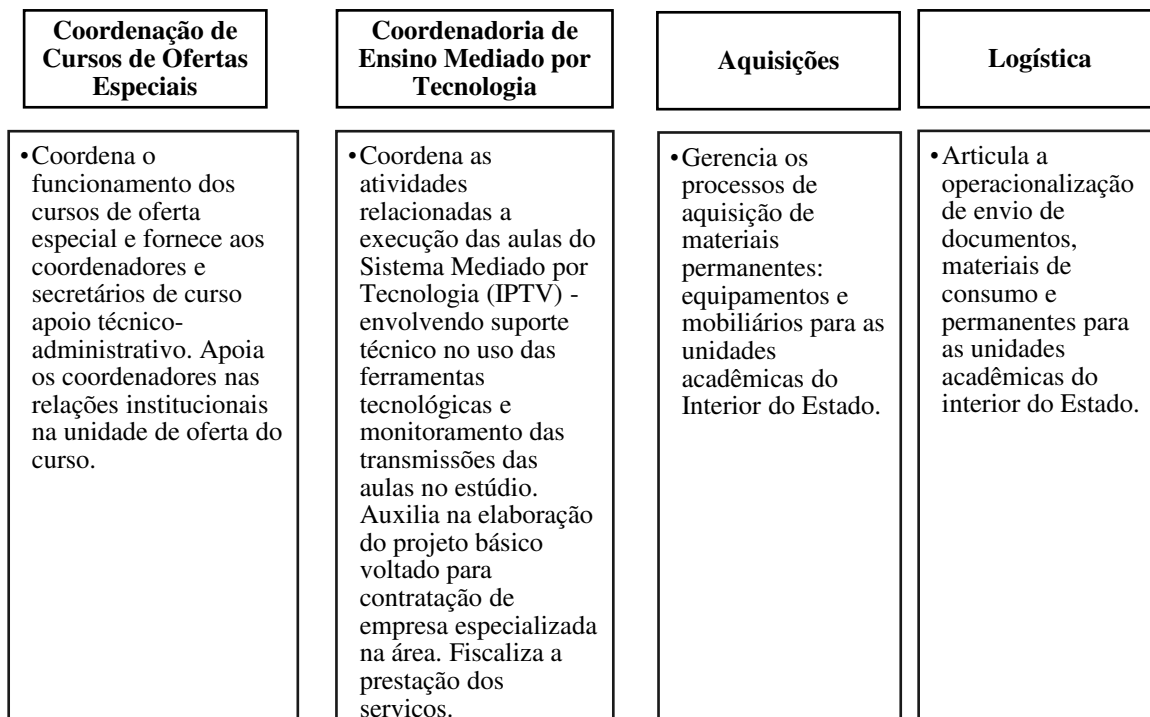 Coordenação de
Cursos de Ofertas
Especiais
•Coordena o
funcionamento dos
cursos de oferta
especial e fornece aos
coordenadores e
secretários de curso
apoio técnico-
administrativo. Apoia
os coordenadores nas
relações institucionais
na unidade de oferta do
curso.
Coordenadoria de
Ensino Mediado por
Tecnologia
•Coordena as
atividades
relacionadas a
execução das aulas do
Sistema Mediado por
Tecnologia (IPTV) -
envolvendo suporte
técnico no uso das
ferramentas
tecnológicas e
monitoramento das
transmissões das
aulas no estúdio.
Auxilia na elaboração
do projeto básico
voltado para
contratação de
empresa especializada
na área. Fiscaliza a
prestação dos
serviços.
Aquisições
•Gerencia os
processos de
aquisição de
materiais
permanentes:
equipamentos e
mobiliários para as
unidades
acadêmicas do
Interior do Estado.
Logística
•Articula a
operacionalização
de envio de
documentos,
materiais de
consumo e
permanentes para
as unidades
acadêmicas do
interior do Estado.